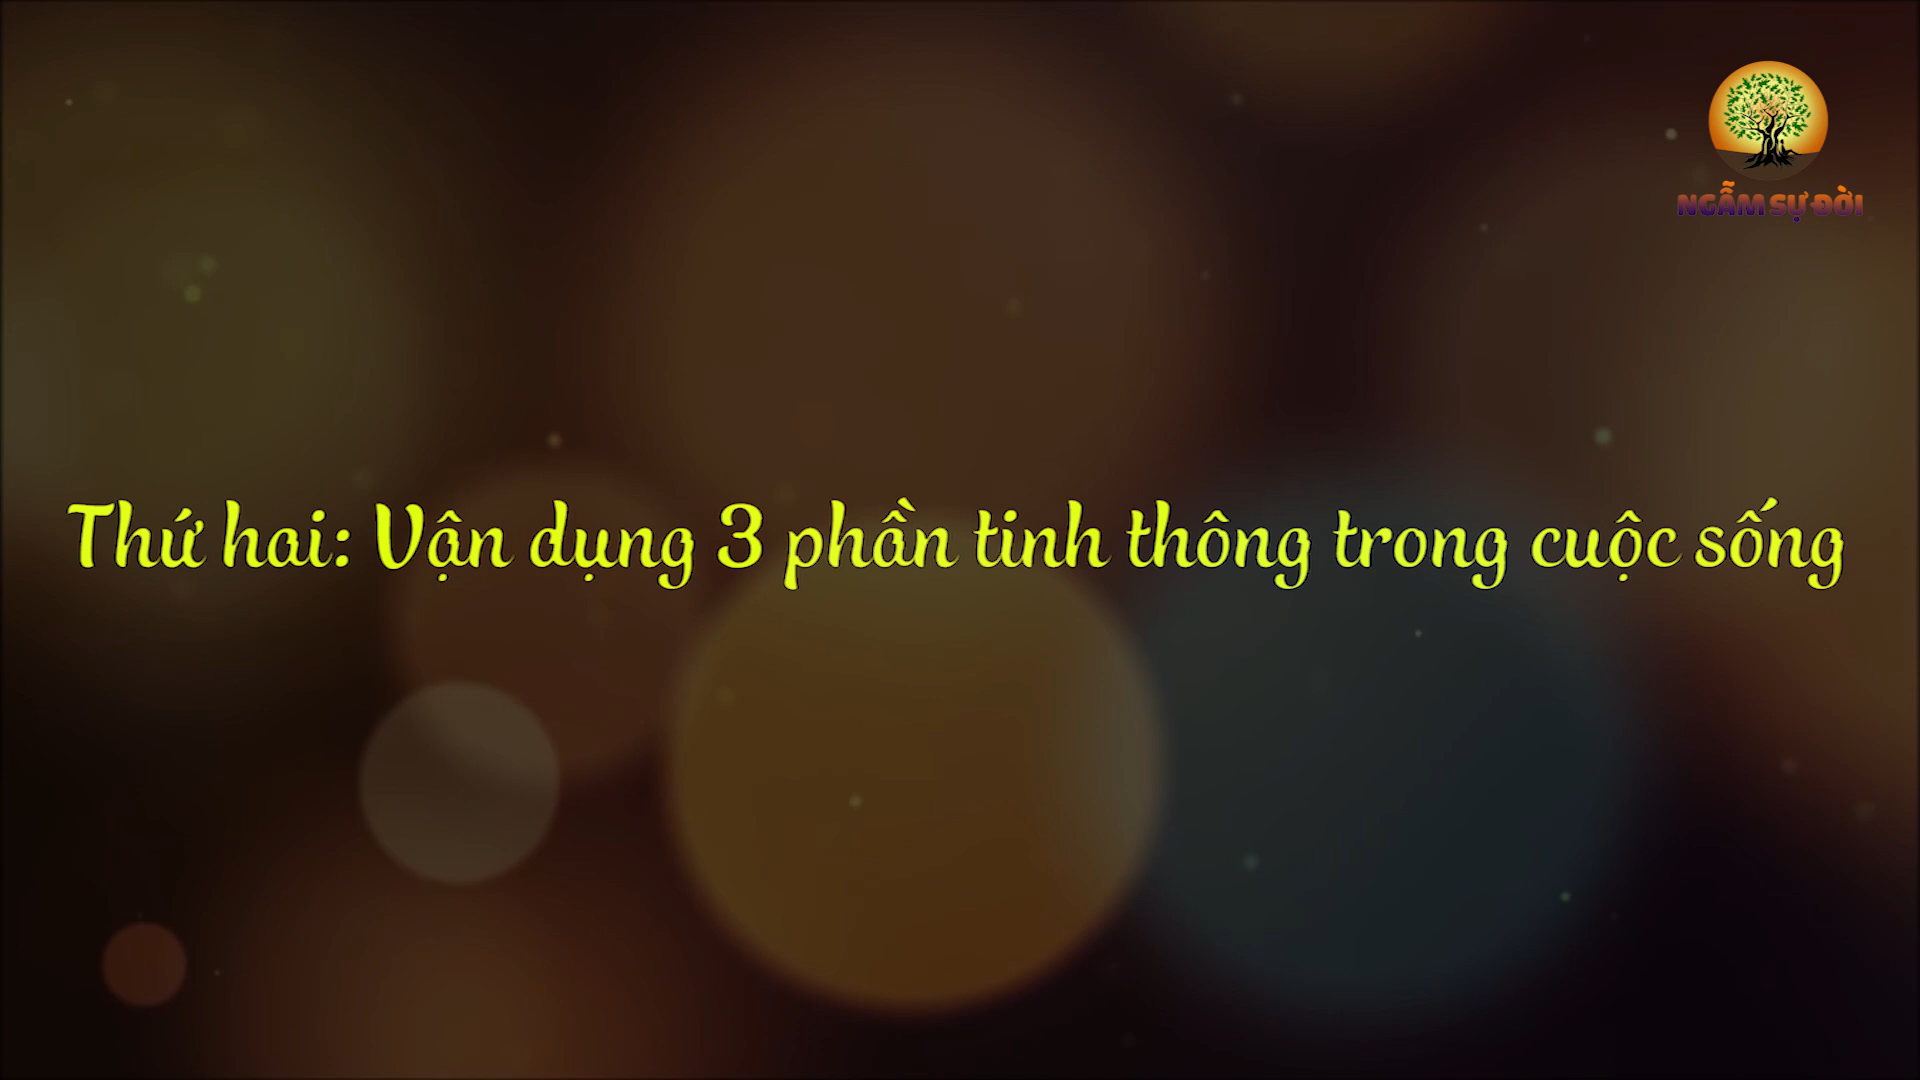 NGẪM SỰ ĐỜI
Thứ hai: Vận dụng 3 phần tinh thông trong cuộc sống